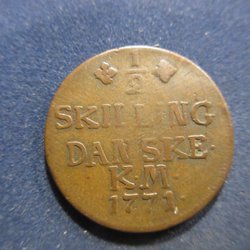 1/2
SKILLING
DANSKE
K.M.
1771.